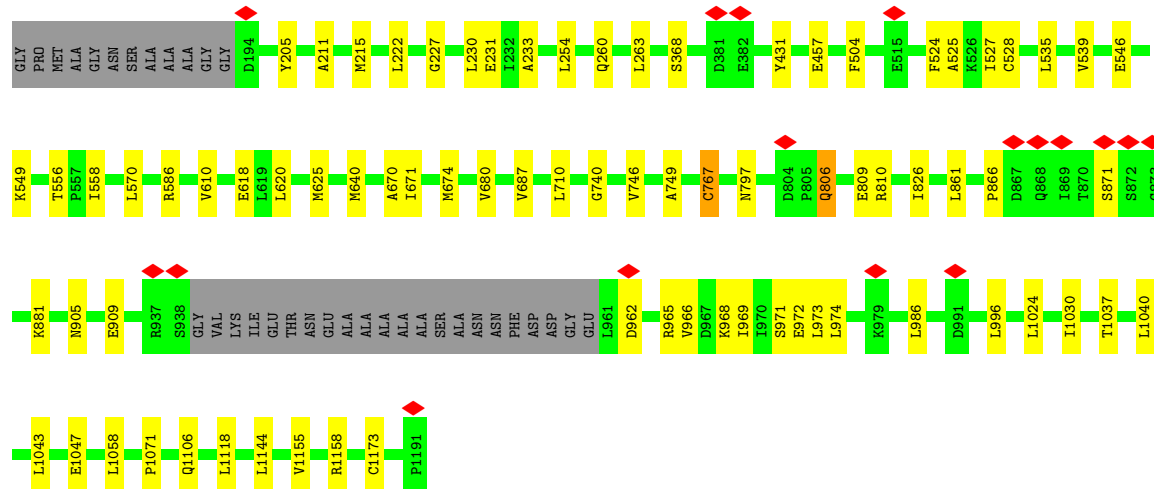 GLY PRO MET ALA GLY ASN SER ALA ALA ALA GLY GLY D194 Y205 A211 M215 L222 G227 L230 E231 I232 A233 L254 Q260 L263 S368 D381 E382 Y431 E457 F504 E515 F524 A525 K526 I527 C528 L535 V539 E546
K549 T556 P557 I558 L570 R586 V610 E618 L619 L620 M625 M640 A670 I671 M674 V680 V687 L710 G740 V746 A749 C767 N797 D804 P805 Q806 E809 R810 I826 L861 P866 D867 Q868 I869 T870 S871 S872
K881 N905 E909 R937 S938 GLY VAL LYS ILE GLU THR ASN GLU ALA ALA ALA ALA ALA SER ALA ASN ASN PHE ASP ASP GLY GLU L961 D962 R965 V966 D967 K968 I969 I970 S971 E972 L973 L974 K979 L986 D991 L996 L1024 I1030 T1037 L1040
L1043 E1047 L1058 P1071 Q1106 L1118 L1144 V1155 R1158 C1173 P1191